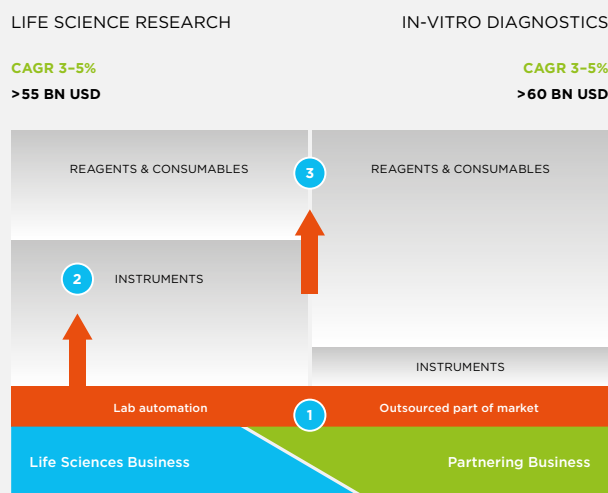 LIFE SCIENCE RESEARCH
IN-VITRO DIAGNOSTICS
CAGR 3–5%
CAGR 3–5%
>55 BN USD
>60 BN USD
REAGENTS & CONSUMABLES
3
REAGENTS & CONSUMABLES
2
INSTRUMENTS
INSTRUMENTS
Lab automation
1
Outsourced part of market
Life Sciences Business
Partnering Business